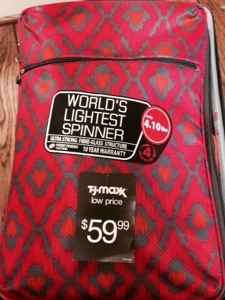 WORLD'S
LIGHTEST
SPINNER
4.10 lbs
ULTRA STRONG FIBRE-GLASS STRUCTURE
10 YEAR WARRANTY
4
T·J·maxx
low price
$59.99